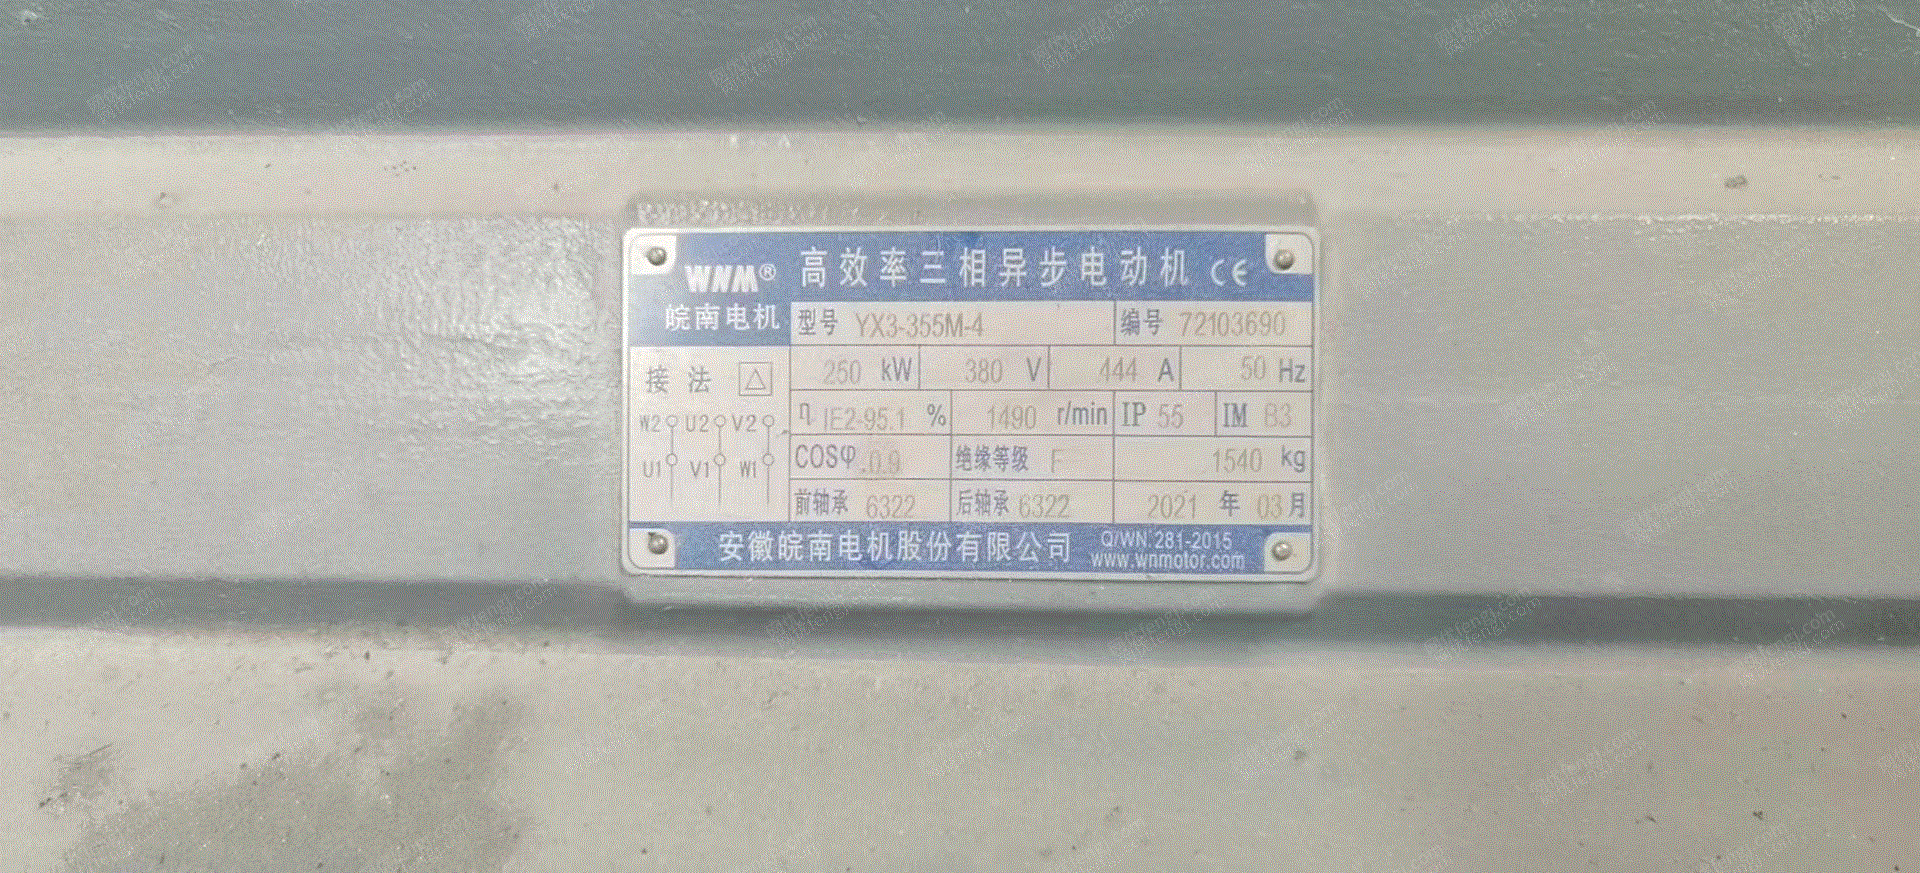 WNM® 高效率三相异步电动机 CE
皖南电机
型号 YX3-355M-4 编号 72103690
接法 △
250 kW 380 V 444 A 50 Hz
η IE2-95.1 % 1490 r/min IP 55 IM B3
W2 U2 V2
COSφ .0.9 绝缘等级 F 1540 kg
U1 V1 W1
前轴承 6322 后轴承 6322 2021 年 03 月
安徽皖南电机股份有限公司 Q/WN 281-2015
www.wnmotor.com